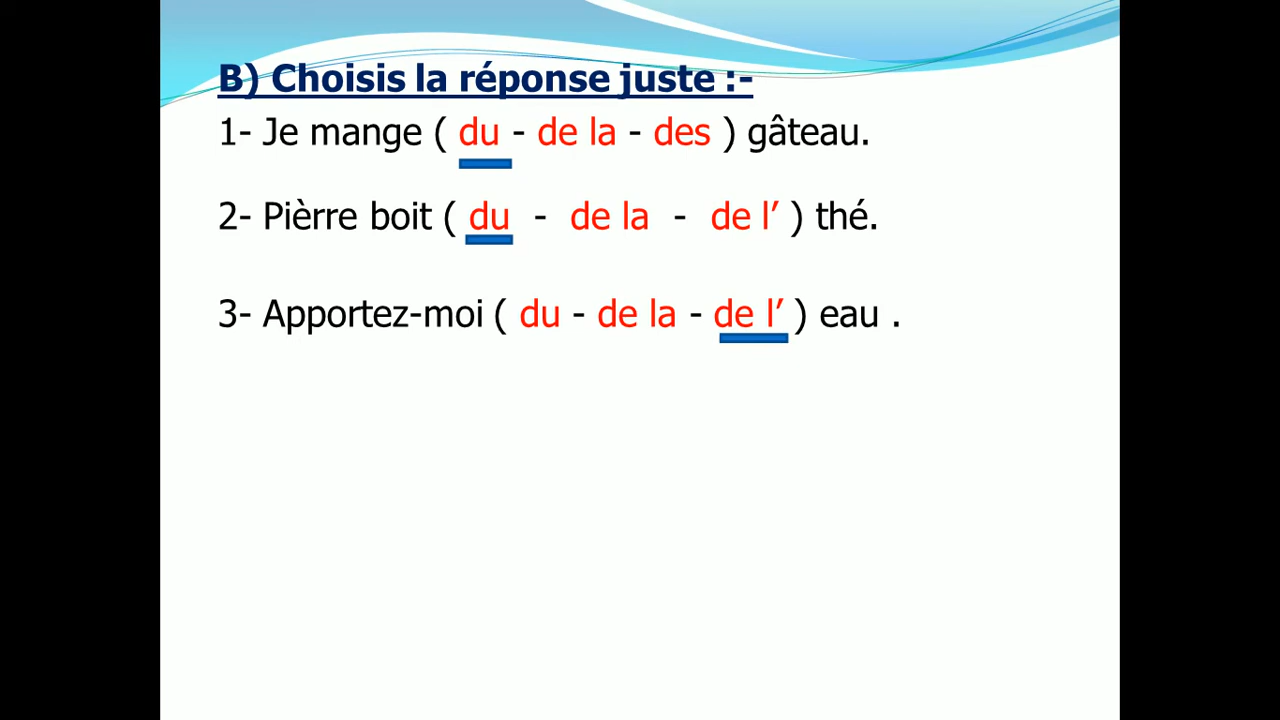 B) Choisis la réponse juste :-
1- Je mange ( du - de la - des ) gâteau.
2- Pièrre boit ( du - de la - de l’ ) thé.
3- Apportez-moi ( du - de la - de l’ ) eau .